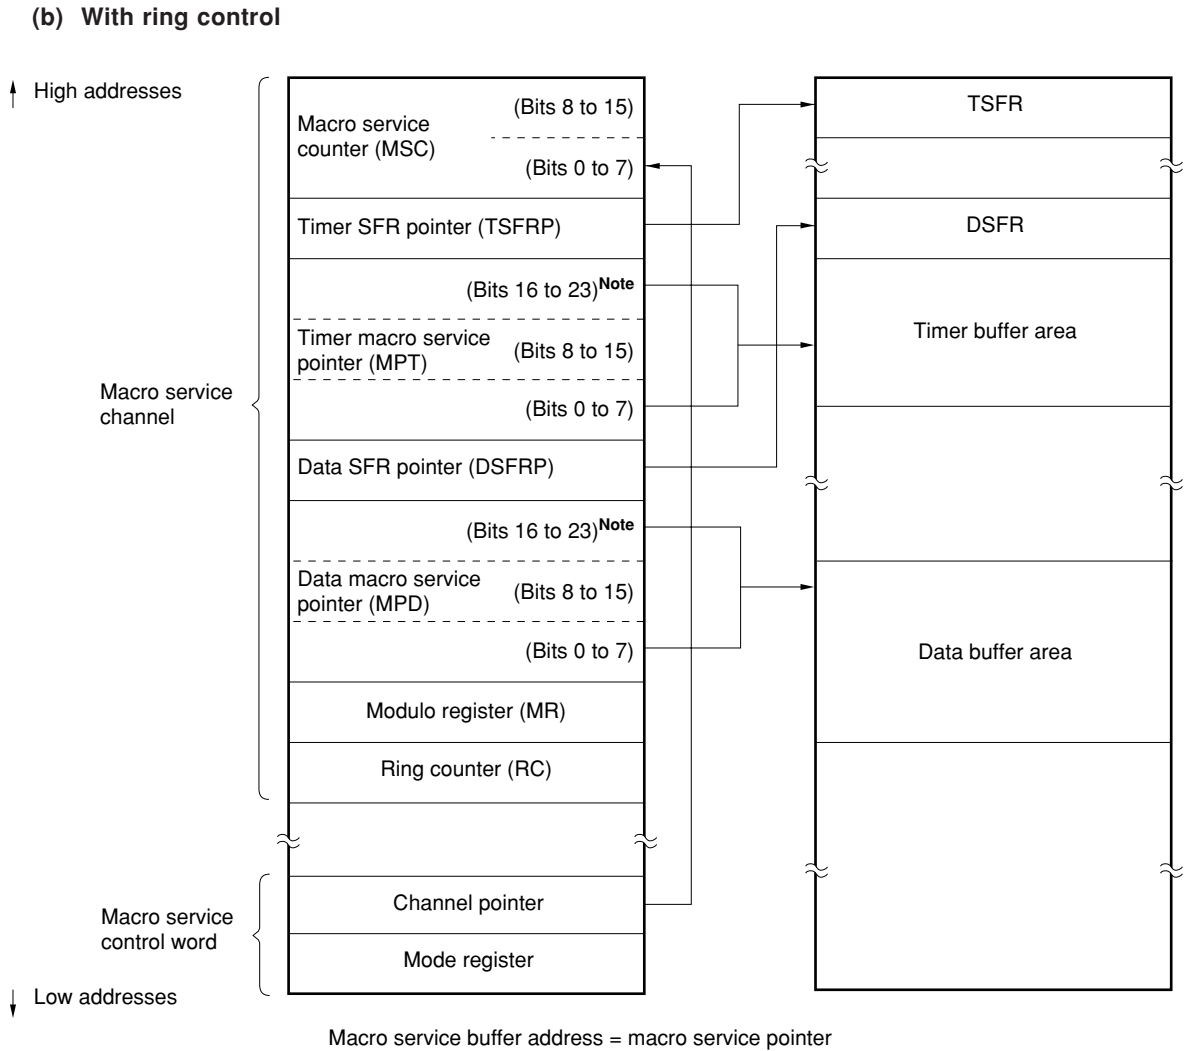 (b) With ring control
High addresses
(Bits 8 to 15)
Macro service
counter (MSC)
(Bits 0 to 7)
Timer SFR pointer (TSFRP)
(Bits 16 to 23)Note
Timer macro service
pointer (MPT)
(Bits 8 to 15)
(Bits 0 to 7)
Macro service
channel
Data SFR pointer (DSFRP)
(Bits 16 to 23)Note
Data macro service
pointer (MPD)
(Bits 8 to 15)
(Bits 0 to 7)
Modulo register (MR)
Ring counter (RC)
Macro service
control word
Channel pointer
Mode register
Low addresses
TSFR
DSFR
Timer buffer area
Data buffer area
Macro service buffer address = macro service pointer